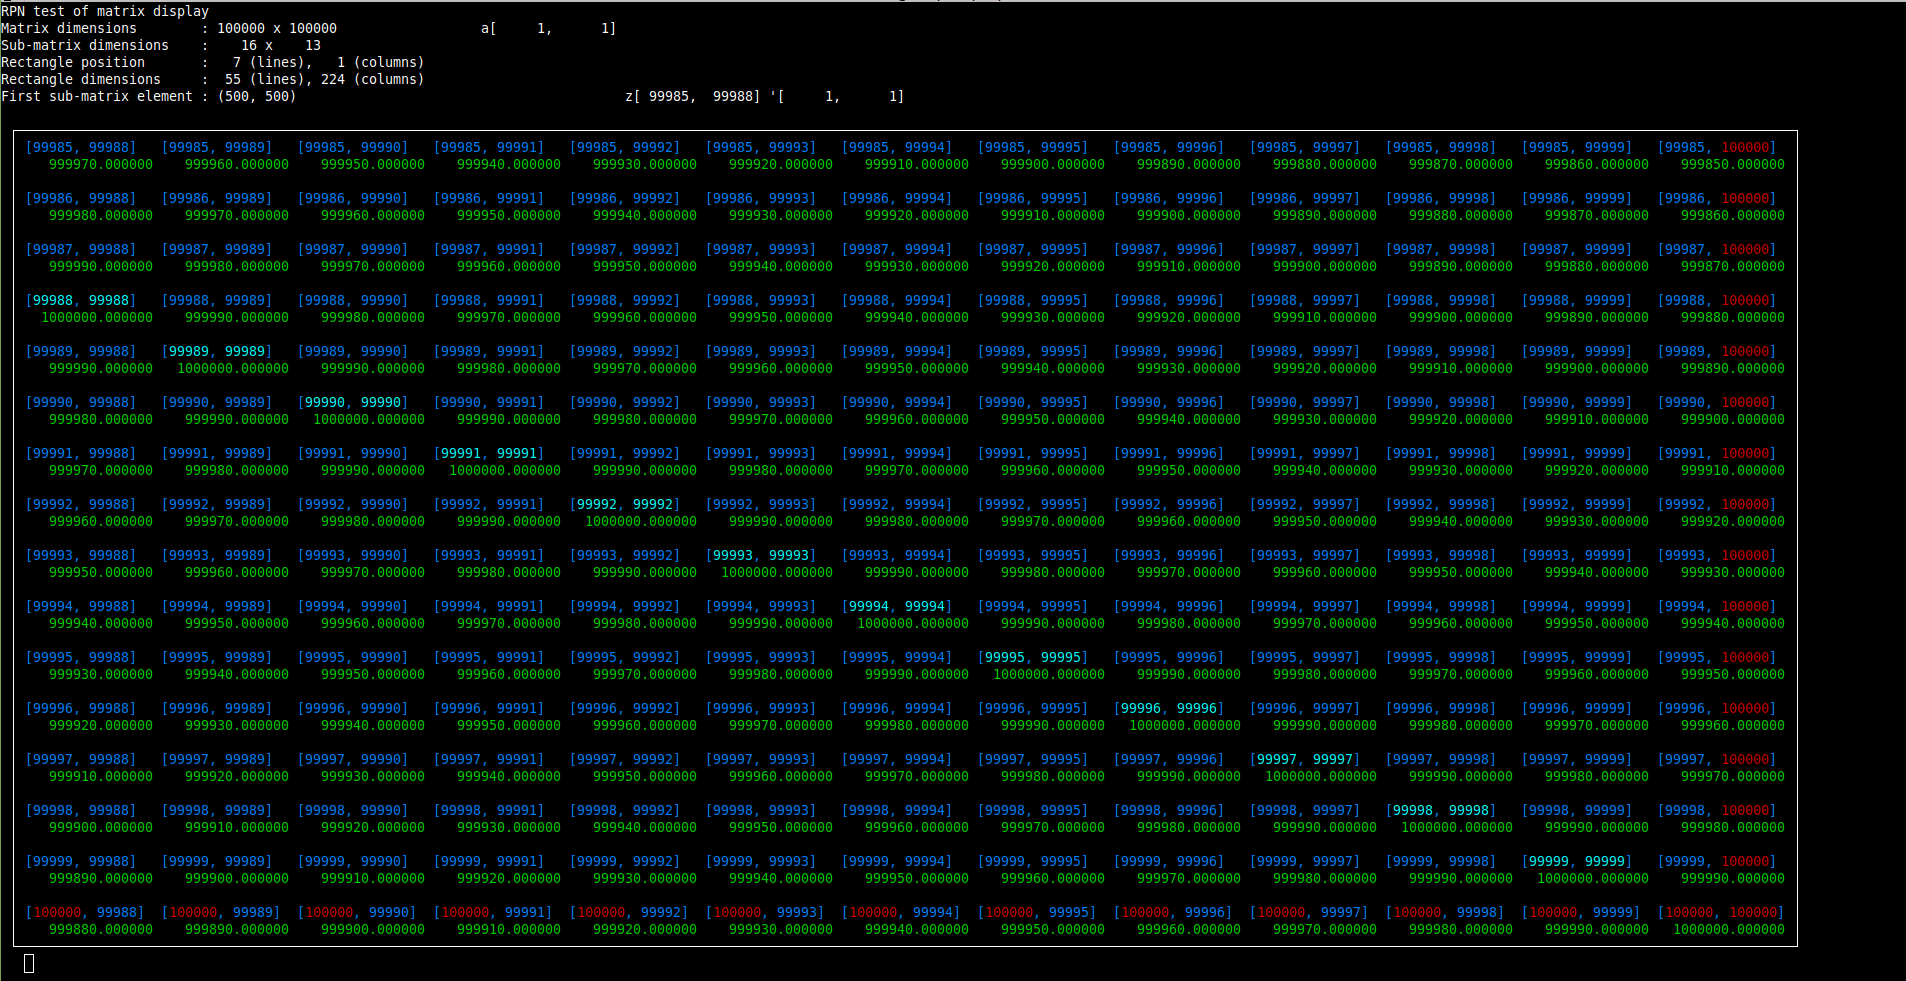 RPN test of matrix display
Matrix dimensions        : 100000 x 100000                  a[     1,      1]
Sub-matrix dimensions    :    16 x    13
Rectangle position       :   7 (lines),   1 (columns)
Rectangle dimensions     :  55 (lines), 224 (columns)
First sub-matrix element : (500, 500)                                         z[ 99985,  99988] '[     1,      1]
[99985, 99988] [99985, 99989] [99985, 99990] [99985, 99991] [99985, 99992] [99985, 99993] [99985, 99994] [99985, 99995] [99985, 99996] [99985, 99997] [99985, 99998] [99985, 99999] [99985, 100000]
999970.000000 999960.000000 999950.000000 999940.000000 999930.000000 999920.000000 999910.000000 999900.000000 999890.000000 999880.000000 999870.000000 999860.000000 999850.000000
[99986, 99988] [99986, 99989] [99986, 99990] [99986, 99991] [99986, 99992] [99986, 99993] [99986, 99994] [99986, 99995] [99986, 99996] [99986, 99997] [99986, 99998] [99986, 99999] [99986, 100000]
999980.000000 999970.000000 999960.000000 999950.000000 999940.000000 999930.000000 999920.000000 999910.000000 999900.000000 999890.000000 999880.000000 999870.000000 999860.000000
[99987, 99988] [99987, 99989] [99987, 99990] [99987, 99991] [99987, 99992] [99987, 99993] [99987, 99994] [99987, 99995] [99987, 99996] [99987, 99997] [99987, 99998] [99987, 99999] [99987, 100000]
999990.000000 999980.000000 999970.000000 999960.000000 999950.000000 999940.000000 999930.000000 999920.000000 999910.000000 999900.000000 999890.000000 999880.000000 999870.000000
[99988, 99988] [99988, 99989] [99988, 99990] [99988, 99991] [99988, 99992] [99988, 99993] [99988, 99994] [99988, 99995] [99988, 99996] [99988, 99997] [99988, 99998] [99988, 99999] [99988, 100000]
1000000.000000 999990.000000 999980.000000 999970.000000 999960.000000 999950.000000 999940.000000 999930.000000 999920.000000 999910.000000 999900.000000 999890.000000 999880.000000
[99989, 99988] [99989, 99989] [99989, 99990] [99989, 99991] [99989, 99992] [99989, 99993] [99989, 99994] [99989, 99995] [99989, 99996] [99989, 99997] [99989, 99998] [99989, 99999] [99989, 100000]
999990.000000 1000000.000000 999990.000000 999980.000000 999970.000000 999960.000000 999950.000000 999940.000000 999930.000000 999920.000000 999910.000000 999900.000000 999890.000000
[99990, 99988] [99990, 99989] [99990, 99990] [99990, 99991] [99990, 99992] [99990, 99993] [99990, 99994] [99990, 99995] [99990, 99996] [99990, 99997] [99990, 99998] [99990, 99999] [99990, 100000]
999980.000000 999990.000000 1000000.000000 999990.000000 999980.000000 999970.000000 999960.000000 999950.000000 999940.000000 999930.000000 999920.000000 999910.000000 999900.000000
[99991, 99988] [99991, 99989] [99991, 99990] [99991, 99991] [99991, 99992] [99991, 99993] [99991, 99994] [99991, 99995] [99991, 99996] [99991, 99997] [99991, 99998] [99991, 99999] [99991, 100000]
999970.000000 999980.000000 999990.000000 1000000.000000 999990.000000 999980.000000 999970.000000 999960.000000 999950.000000 999940.000000 999930.000000 999920.000000 999910.000000
[99992, 99988] [99992, 99989] [99992, 99990] [99992, 99991] [99992, 99992] [99992, 99993] [99992, 99994] [99992, 99995] [99992, 99996] [99992, 99997] [99992, 99998] [99992, 99999] [99992, 100000]
999960.000000 999970.000000 999980.000000 999990.000000 1000000.000000 999990.000000 999980.000000 999970.000000 999960.000000 999950.000000 999940.000000 999930.000000 999920.000000
[99993, 99988] [99993, 99989] [99993, 99990] [99993, 99991] [99993, 99992] [99993, 99993] [99993, 99994] [99993, 99995] [99993, 99996] [99993, 99997] [99993, 99998] [99993, 99999] [99993, 100000]
999950.000000 999960.000000 999970.000000 999980.000000 999990.000000 1000000.000000 999990.000000 999980.000000 999970.000000 999960.000000 999950.000000 999940.000000 999930.000000
[99994, 99988] [99994, 99989] [99994, 99990] [99994, 99991] [99994, 99992] [99994, 99993] [99994, 99994] [99994, 99995] [99994, 99996] [99994, 99997] [99994, 99998] [99994, 99999] [99994, 100000]
999940.000000 999950.000000 999960.000000 999970.000000 999980.000000 999990.000000 1000000.000000 999990.000000 999980.000000 999970.000000 999960.000000 999950.000000 999940.000000
[99995, 99988] [99995, 99989] [99995, 99990] [99995, 99991] [99995, 99992] [99995, 99993] [99995, 99994] [99995, 99995] [99995, 99996] [99995, 99997] [99995, 99998] [99995, 99999] [99995, 100000]
999930.000000 999940.000000 999950.000000 999960.000000 999970.000000 999980.000000 999990.000000 1000000.000000 999990.000000 999980.000000 999970.000000 999960.000000 999950.000000
[99996, 99988] [99996, 99989] [99996, 99990] [99996, 99991] [99996, 99992] [99996, 99993] [99996, 99994] [99996, 99995] [99996, 99996] [99996, 99997] [99996, 99998] [99996, 99999] [99996, 100000]
999920.000000 999930.000000 999940.000000 999950.000000 999960.000000 999970.000000 999980.000000 999990.000000 1000000.000000 999990.000000 999980.000000 999970.000000 999960.000000
[99997, 99988] [99997, 99989] [99997, 99990] [99997, 99991] [99997, 99992] [99997, 99993] [99997, 99994] [99997, 99995] [99997, 99996] [99997, 99997] [99997, 99998] [99997, 99999] [99997, 100000]
999910.000000 999920.000000 999930.000000 999940.000000 999950.000000 999960.000000 999970.000000 999980.000000 999990.000000 1000000.000000 999990.000000 999980.000000 999970.000000
[99998, 99988] [99998, 99989] [99998, 99990] [99998, 99991] [99998, 99992] [99998, 99993] [99998, 99994] [99998, 99995] [99998, 99996] [99998, 99997] [99998, 99998] [99998, 99999] [99998, 100000]
999900.000000 999910.000000 999920.000000 999930.000000 999940.000000 999950.000000 999960.000000 999970.000000 999980.000000 999990.000000 1000000.000000 999990.000000 999980.000000
[99999, 99988] [99999, 99989] [99999, 99990] [99999, 99991] [99999, 99992] [99999, 99993] [99999, 99994] [99999, 99995] [99999, 99996] [99999, 99997] [99999, 99998] [99999, 99999] [99999, 100000]
999890.000000 999900.000000 999910.000000 999920.000000 999930.000000 999940.000000 999950.000000 999960.000000 999970.000000 999980.000000 999990.000000 1000000.000000 999990.000000
[100000, 99988] [100000, 99989] [100000, 99990] [100000, 99991] [100000, 99992] [100000, 99993] [100000, 99994] [100000, 99995] [100000, 99996] [100000, 99997] [100000, 99998] [100000, 99999] [100000, 100000]
999880.000000 999890.000000 999900.000000 999910.000000 999920.000000 999930.000000 999940.000000 999950.000000 999960.000000 999970.000000 999980.000000 999990.000000 1000000.000000